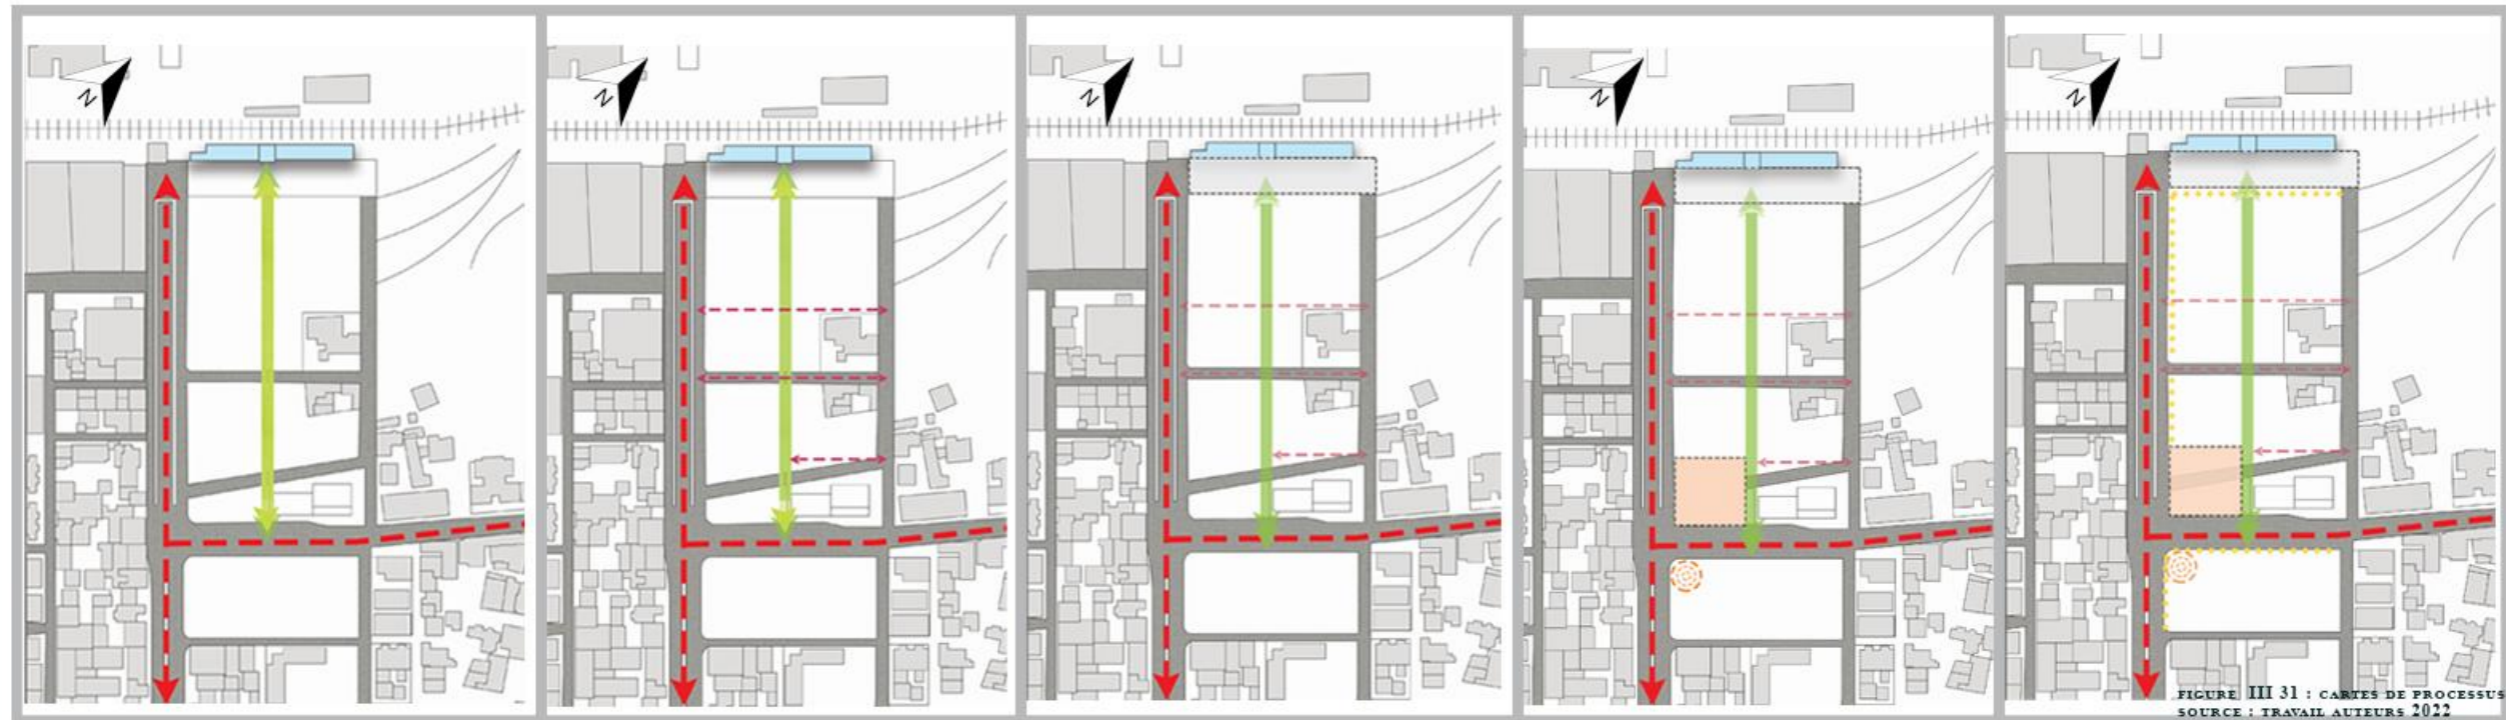 N
N
N
N
N
FIGURE III 31 : CARTES DE PROCESSUS
SOURCE : TRAVAIL AUTEURS 2022